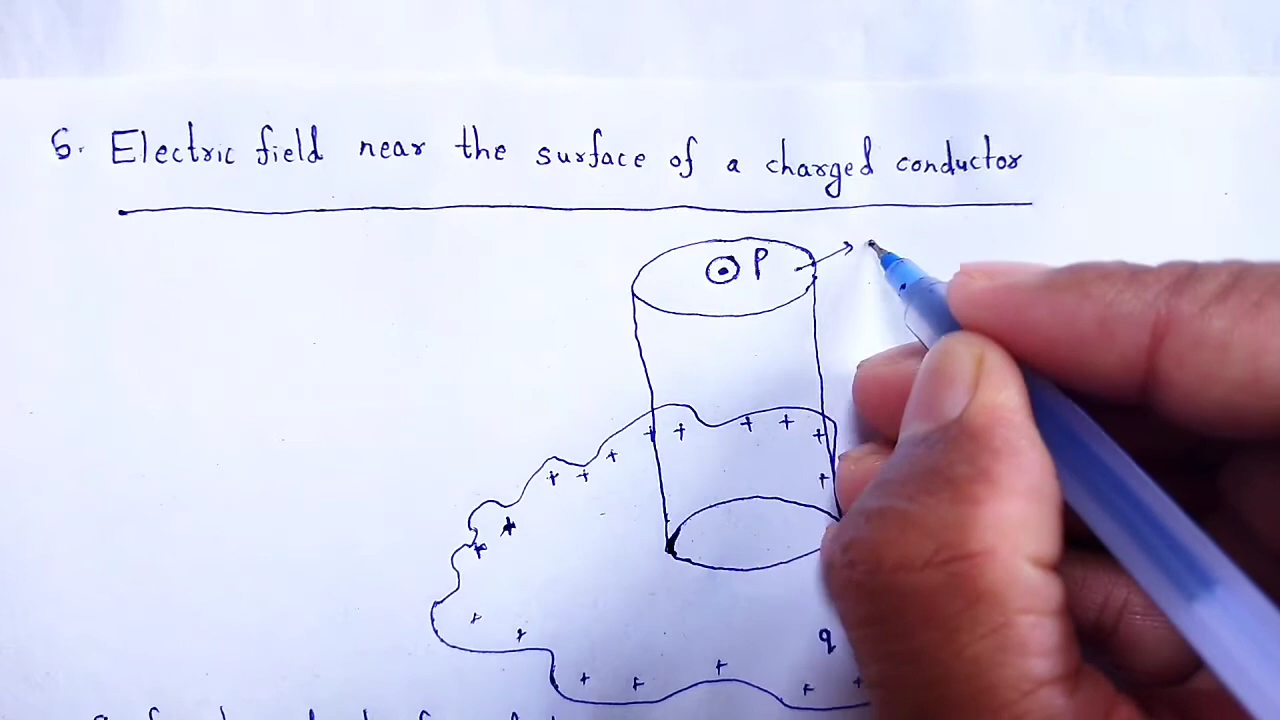 6. Electric field near the surface of a charged conductor
P
+ + + + + +
+ + + +
+ +
+ +
q
+ + + + +